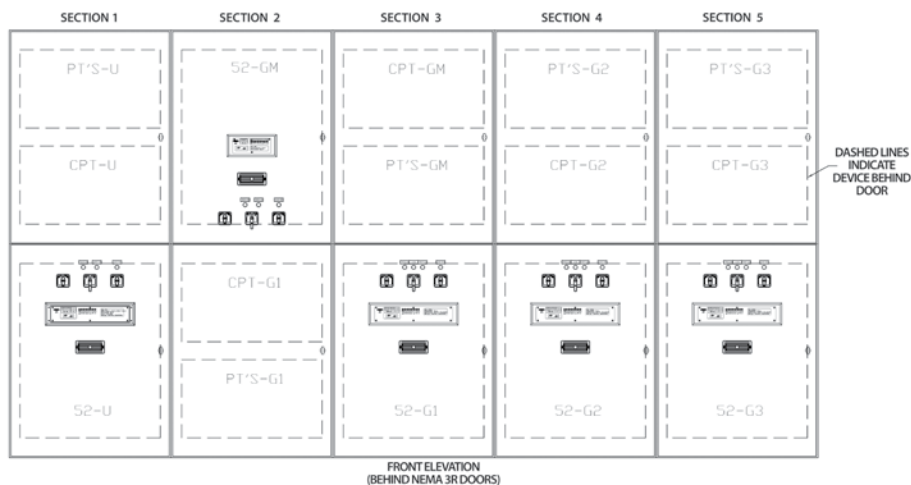 SECTION 1 SECTION 2 SECTION 3 SECTION 4 SECTION 5
PT'S-U 52-GM CPT-GM PT'S-G2 PT'S-G3
CPT-U PT'S-GM CPT-G2 CPT-G3
DASHED LINES
INDICATE
DEVICE BEHIND
DOOR
CPT-G1
PT'S-G1
52-U 52-G1 52-G2 52-G3
FRONT ELEVATION
(BEHIND NEMA 3R DOORS)